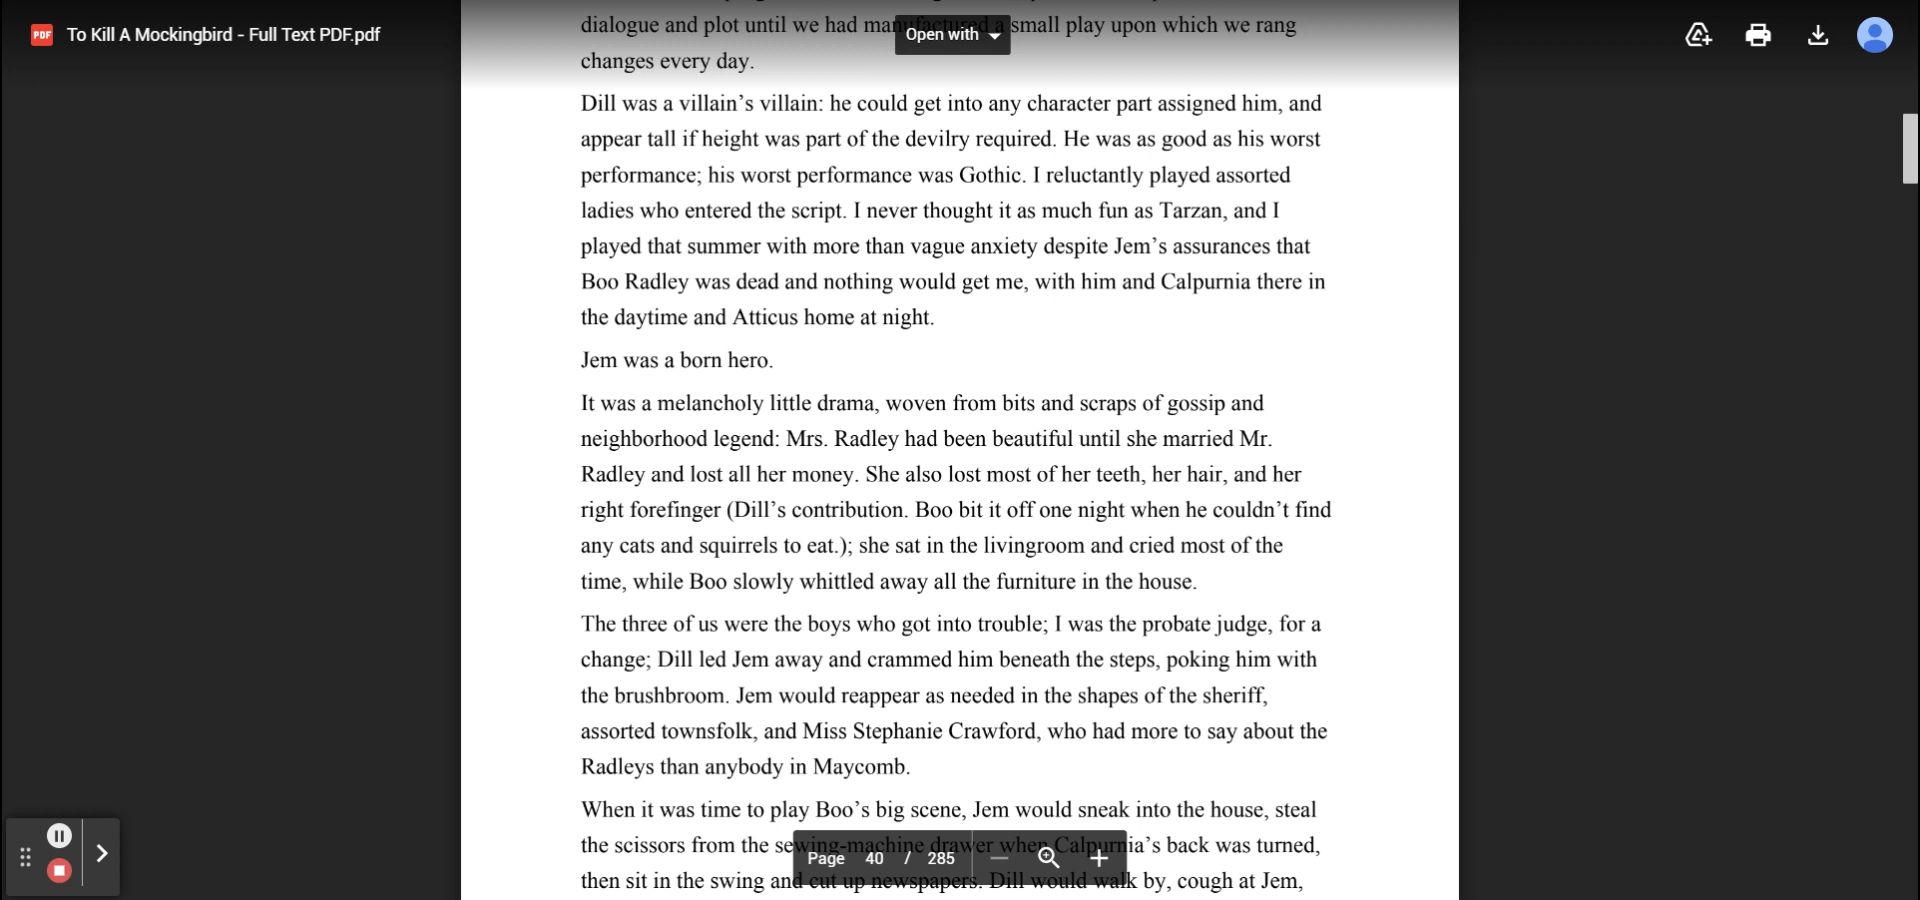 To Kill A Mockingbird - Full Text PDF.pdf
Open with
dialogue and plot until we had manufactured a small play upon which we rang
changes every day.
Dill was a villain’s villain: he could get into any character part assigned him, and
appear tall if height was part of the devilry required. He was as good as his worst
performance; his worst performance was Gothic. I reluctantly played assorted
ladies who entered the script. I never thought it as much fun as Tarzan, and I
played that summer with more than vague anxiety despite Jem’s assurances that
Boo Radley was dead and nothing would get me, with him and Calpurnia there in
the daytime and Atticus home at night.
Jem was a born hero.
It was a melancholy little drama, woven from bits and scraps of gossip and
neighborhood legend: Mrs. Radley had been beautiful until she married Mr.
Radley and lost all her money. She also lost most of her teeth, her hair, and her
right forefinger (Dill’s contribution. Boo bit it off one night when he couldn’t find
any cats and squirrels to eat.); she sat in the livingroom and cried most of the
time, while Boo slowly whittled away all the furniture in the house.
The three of us were the boys who got into trouble; I was the probate judge, for a
change; Dill led Jem away and crammed him beneath the steps, poking him with
the brushbroom. Jem would reappear as needed in the shapes of the sheriff,
assorted townsfolk, and Miss Stephanie Crawford, who had more to say about the
Radleys than anybody in Maycomb.
When it was time to play Boo’s big scene, Jem would sneak into the house, steal
the scissors from the sewing-machine drawer when Calpurnia’s back was turned,
then sit in the swing and cut up newspapers. Dill would walk by, cough at Jem,
Page 40 / 285
PDF